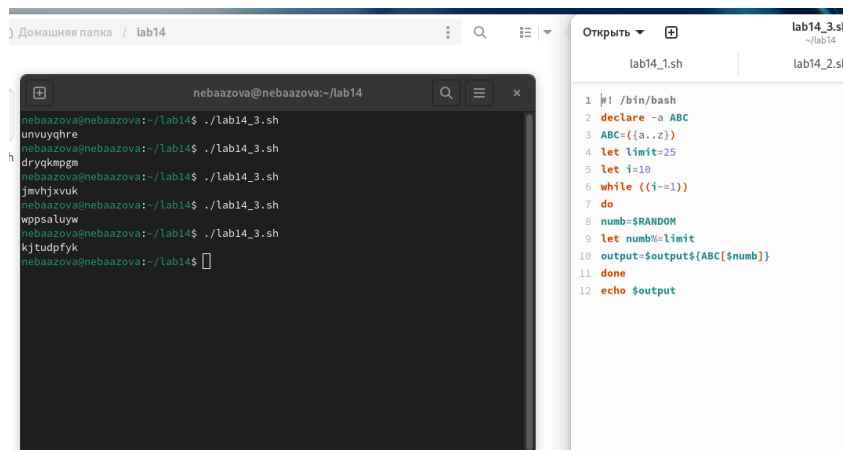 Домашняя папка / lab14
nebaazova@nebaazova:~/lab14
nebaazova@nebaazova:~/lab14$ ./lab14_3.sh
unvuyqhre
nebaazova@nebaazova:~/lab14$ ./lab14_3.sh
dryqkmpgm
nebaazova@nebaazova:~/lab14$ ./lab14_3.sh
jmvhjxvuk
nebaazova@nebaazova:~/lab14$ ./lab14_3.sh
wppsaluyw
nebaazova@nebaazova:~/lab14$ ./lab14_3.sh
kjtudpfyk
nebaazova@nebaazova:~/lab14$
h
Открыть
lab14_3.sh
~/lab14
lab14_1.sh
lab14_2.sh
1 #! /bin/bash
2 declare -a ABC
3 ABC=({a..z})
4 let limit=25
5 let i=10
6 while ((i-=1))
7 do
8 numb=$RANDOM
9 let numb%=limit
10 output=$output${ABC[$numb]}
11 done
12 echo $output